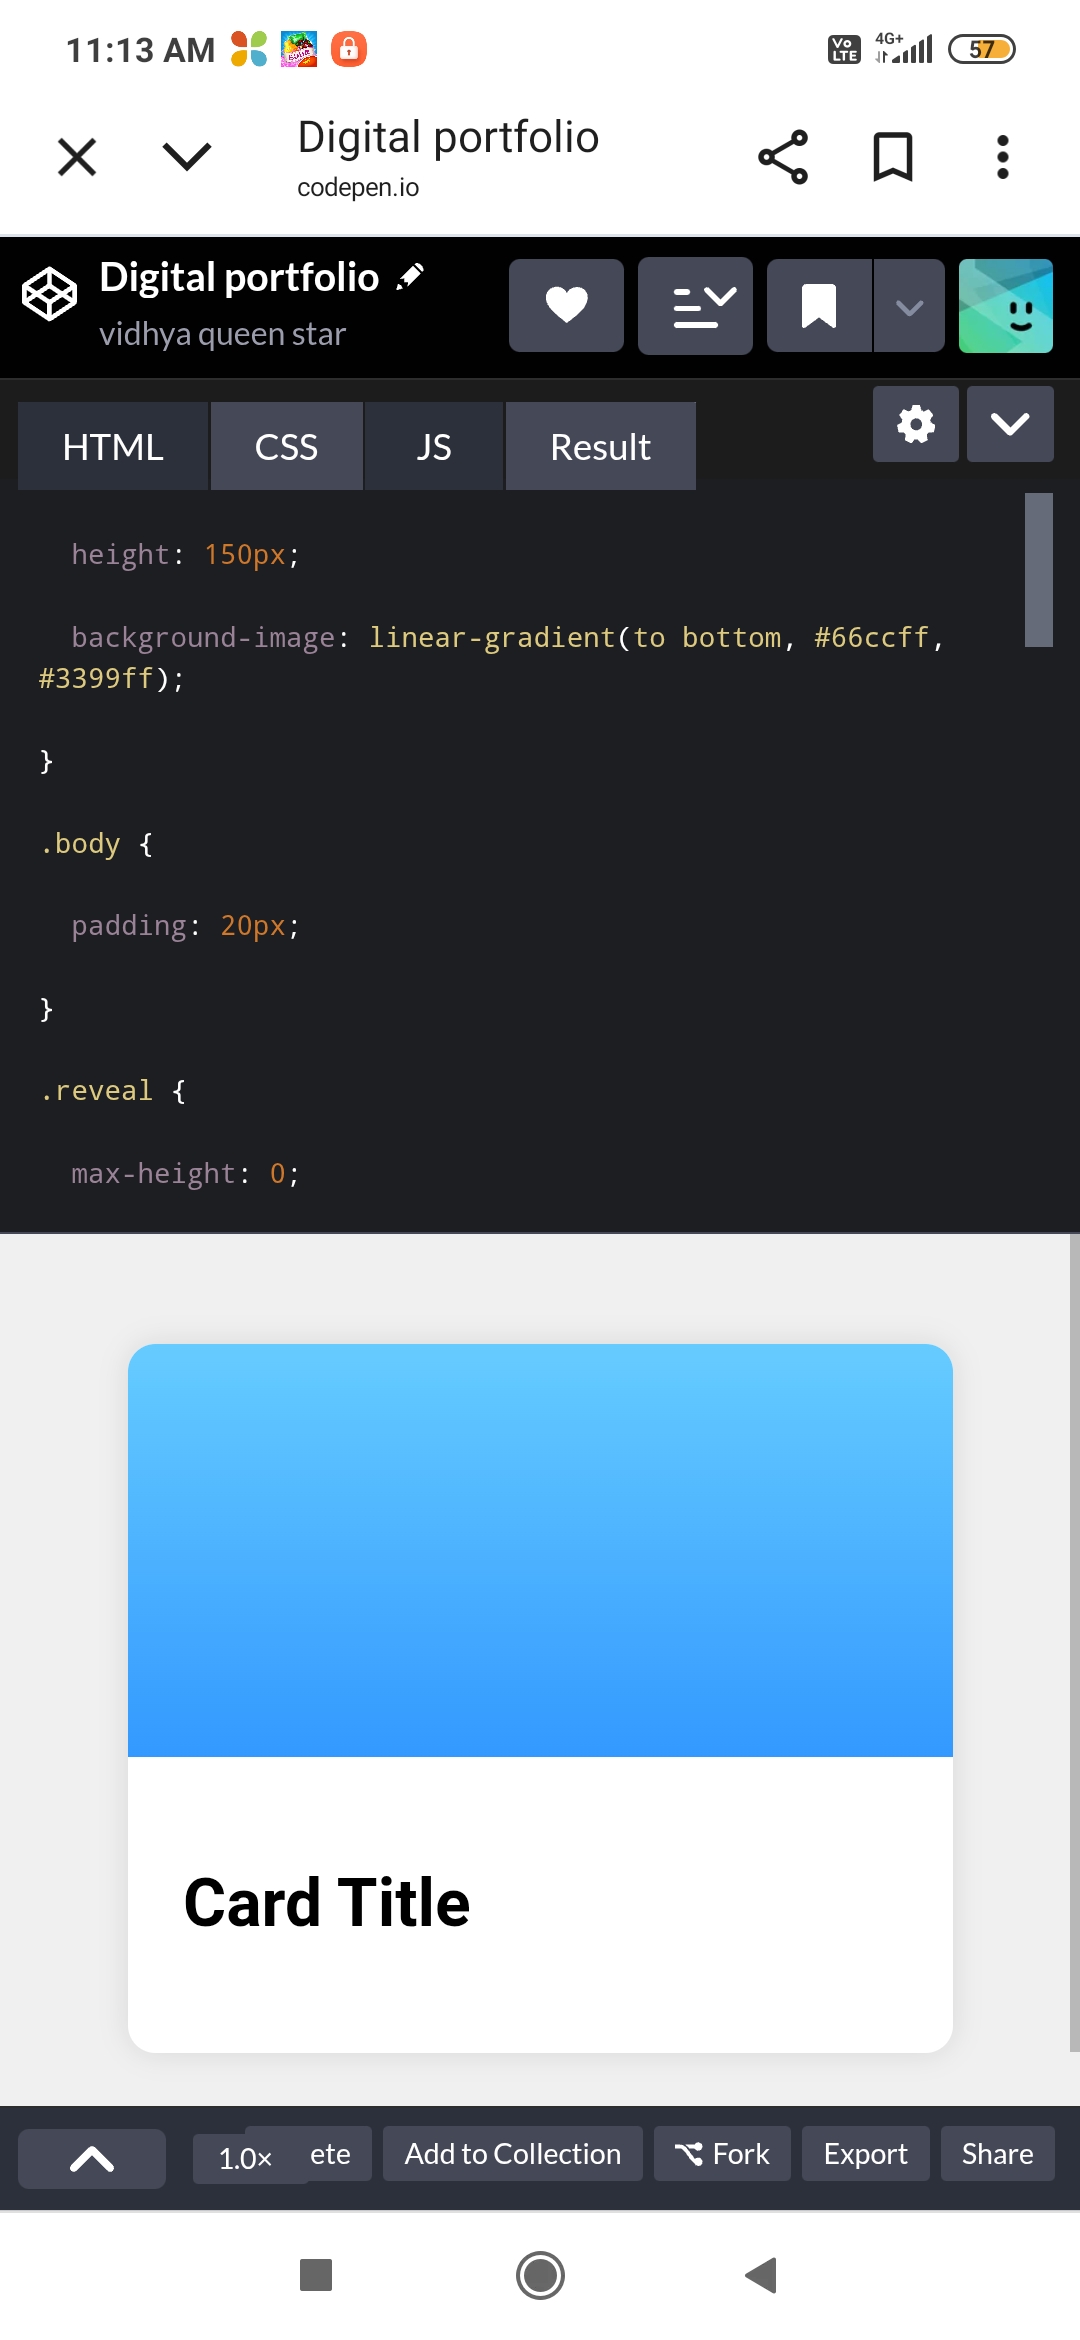 11:13 AM
Vo LTE 4G+ 57
Digital portfolio
codepen.io
Digital portfolio
vidhya queen star
HTML CSS JS Result
height: 150px;
background-image: linear-gradient(to bottom, #66ccff,
#3399ff);
}
.body {
padding: 20px;
}
.reveal {
max-height: 0;
Card Title
1.0× ete Add to Collection Fork Export Share